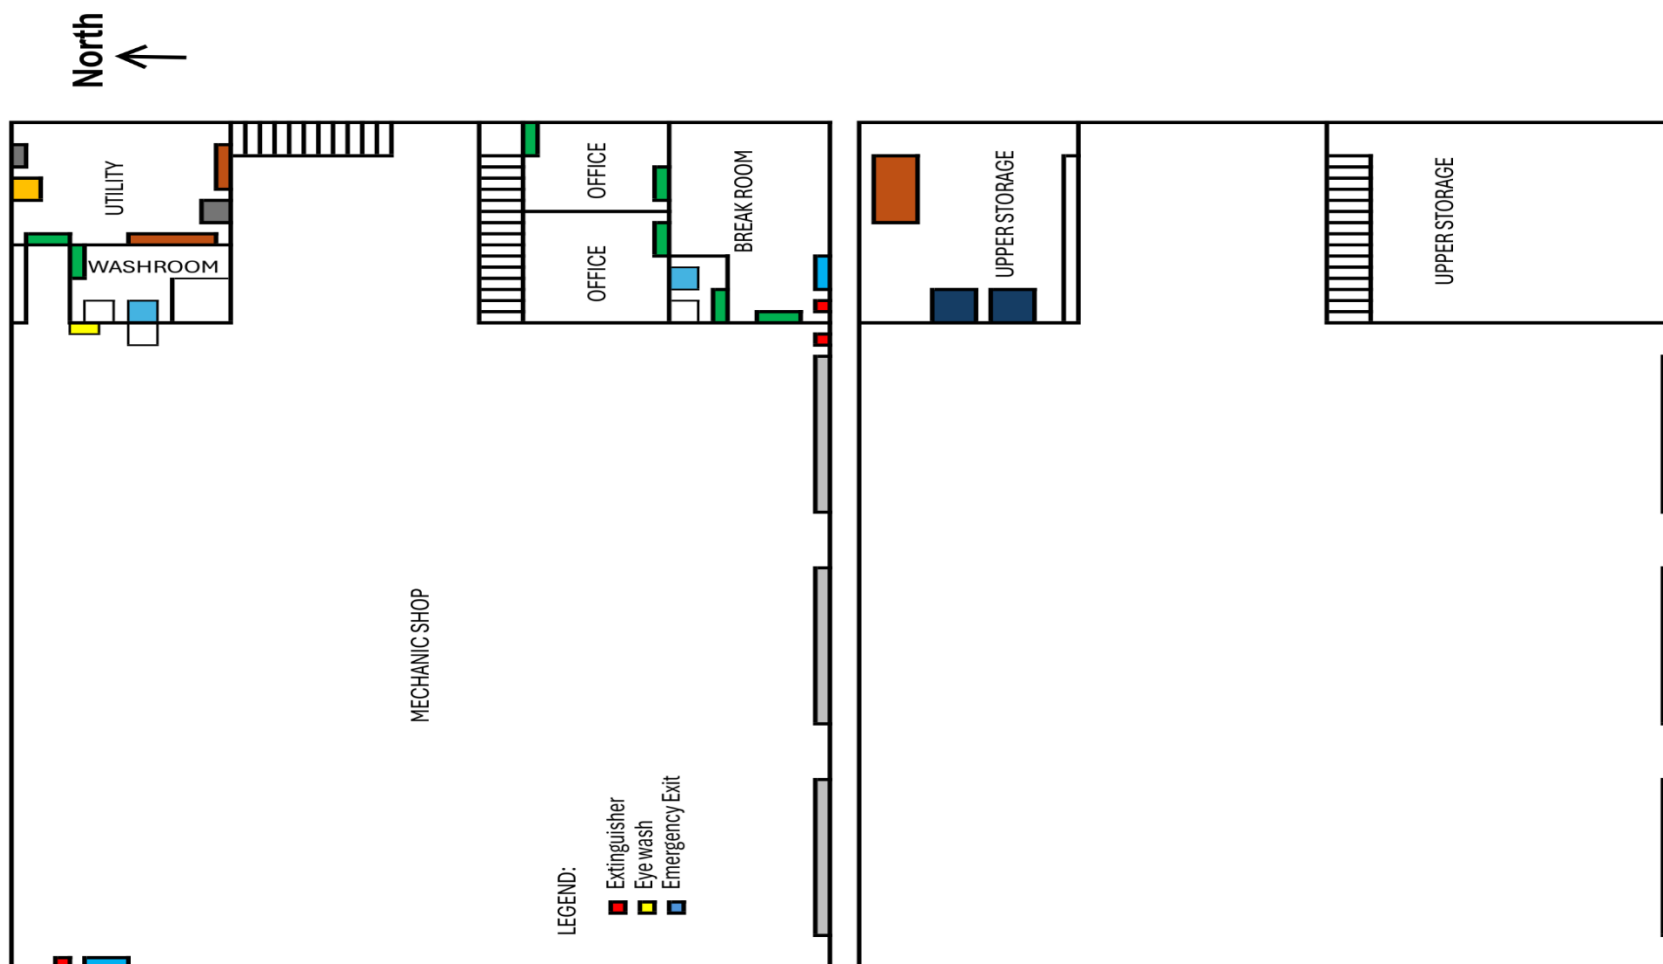 North
UTILITY
WASHROOM
OFFICE
OFFICE
BREAK ROOM
UPPER STORAGE
UPPER STORAGE
MECHANIC SHOP
LEGEND:
Extinguisher
Eye wash
Emergency Exit